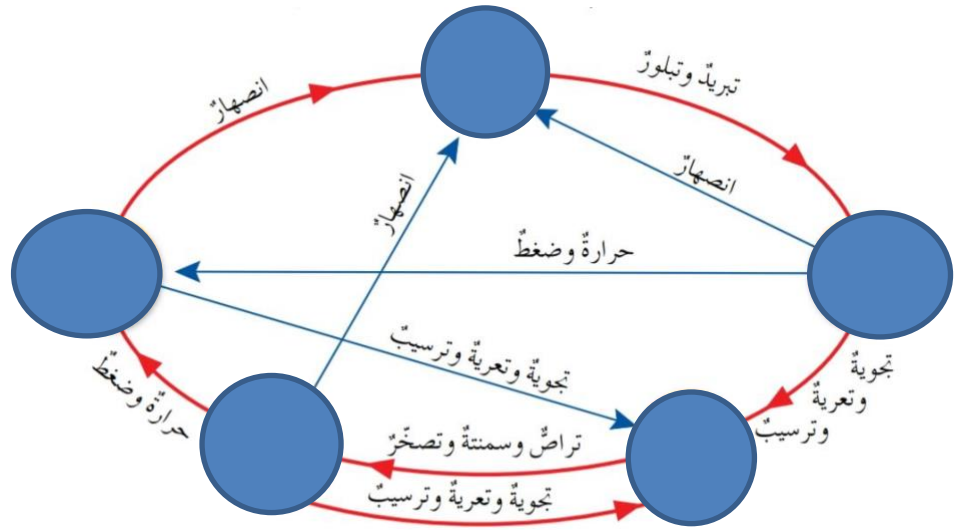 انصهارٌ
تبريدٌ وتبلورٌ
انصهارٌ
انصهارٌ
حرارةٌ وضغطٌ
تجويةٌ وتعريةٌ وترسيبٌ
تجويةٌ
وتعريةٌ
وترسيبٌ
حرارةٌ وضغطٌ
تراصٌّ وسمنتةٌ وتصخّرٌ
تجويةٌ وتعريةٌ وترسيبٌ